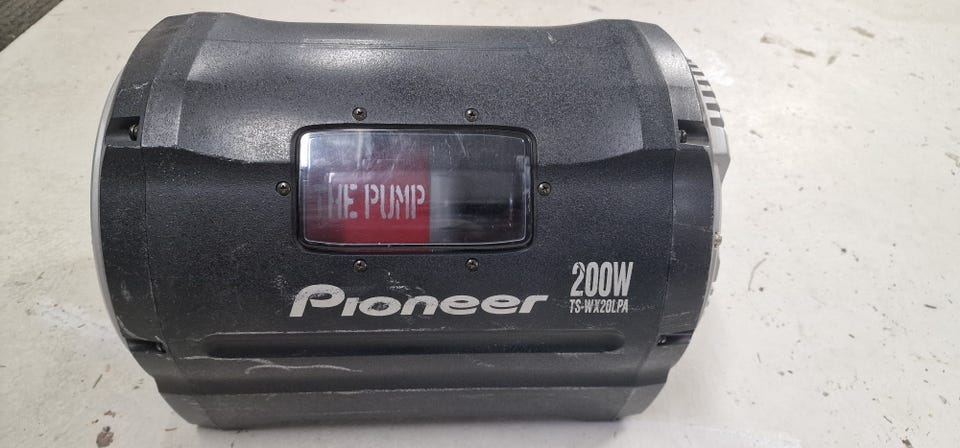 HE PUMP
Pioneer
200W
TS-WX20LPA